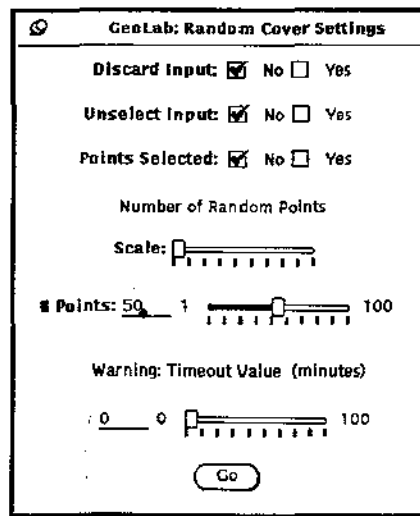 GeoLab: Random Cover Settings
Discard Input: No Yes
Unselect Input: No Yes
Points Selected: No Yes
Number of Random Points
Scale:
# Points: 50 1 100
Warning: Timeout Value (minutes)
0 0 100
Go